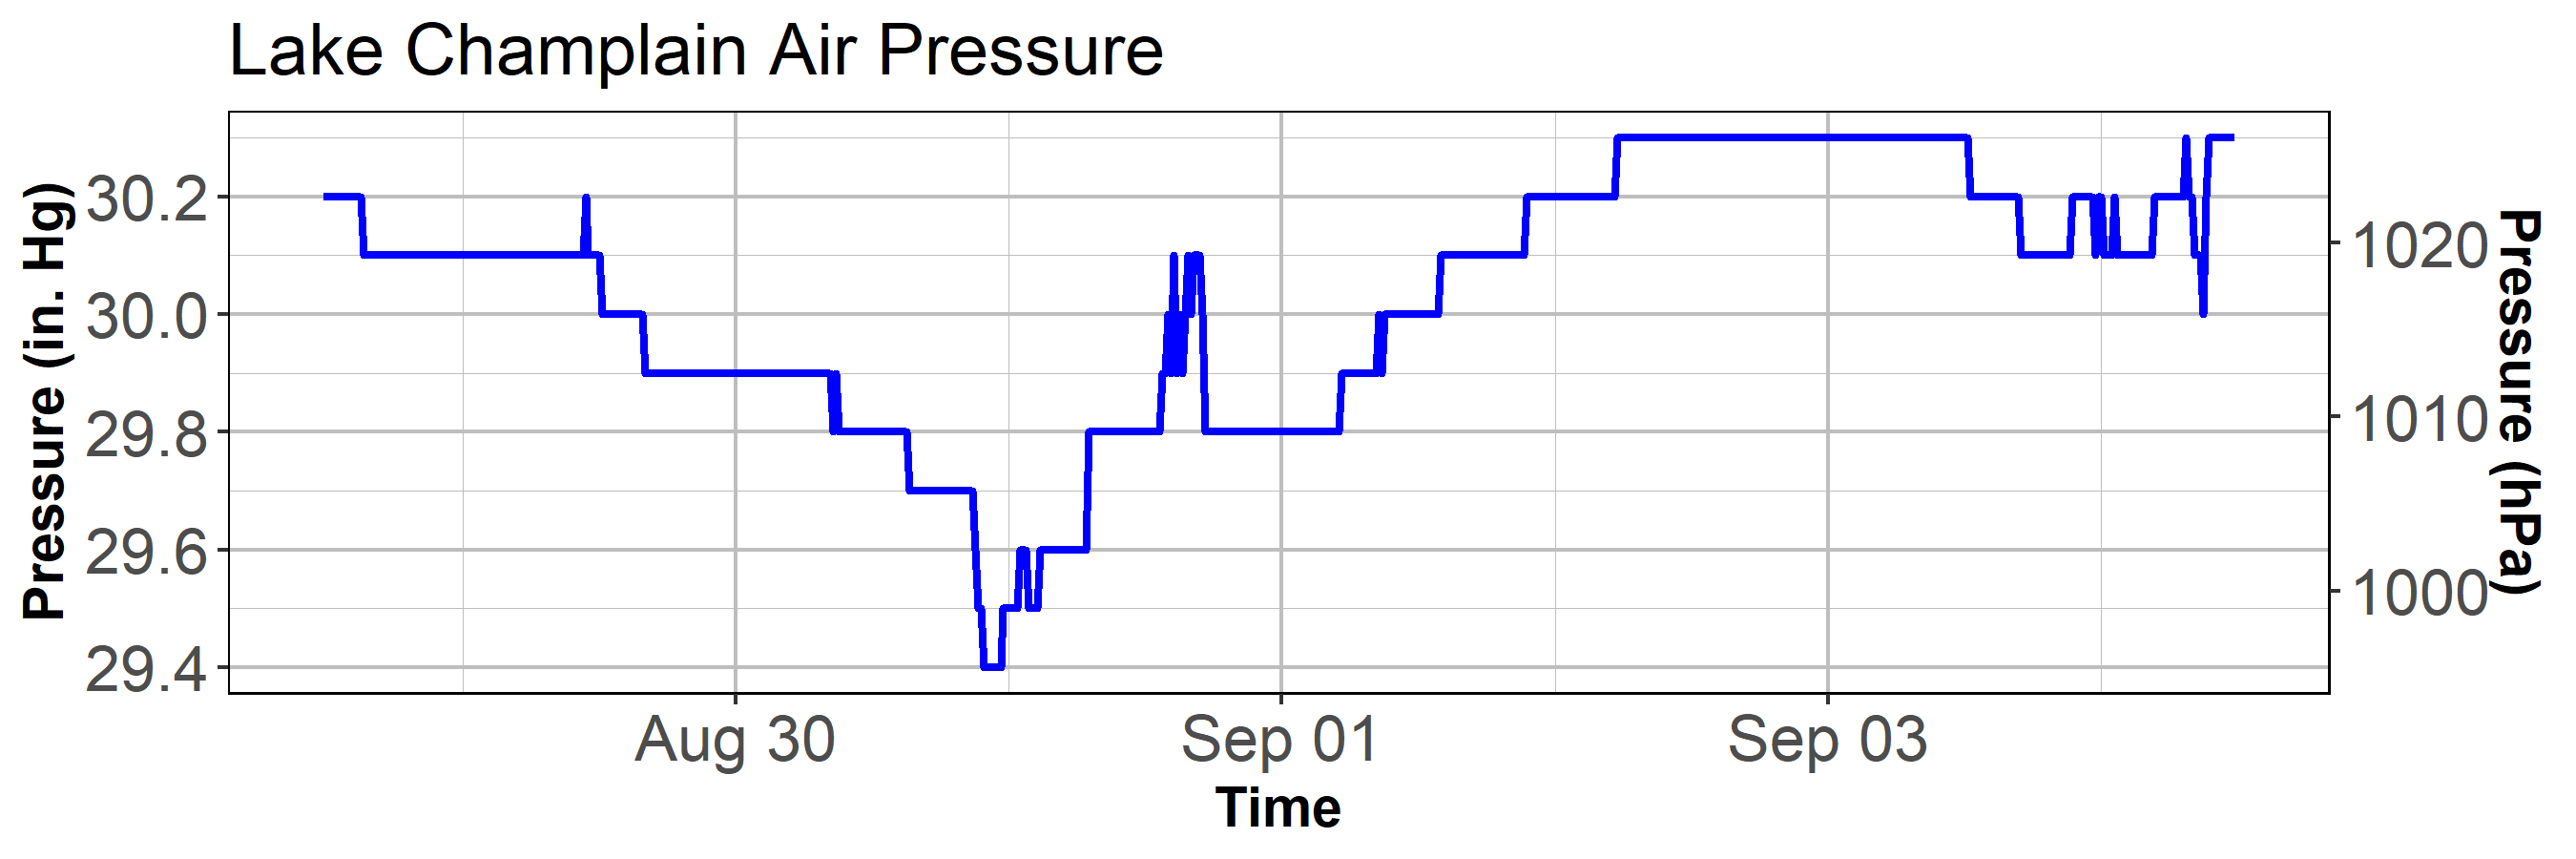 Lake Champlain Air Pressure
Pressure (in. Hg)
30.2
30.0
29.8
29.6
29.4
1020
1010
1000
Pressure (hPa)
Aug 30 Sep 01 Sep 03
Time